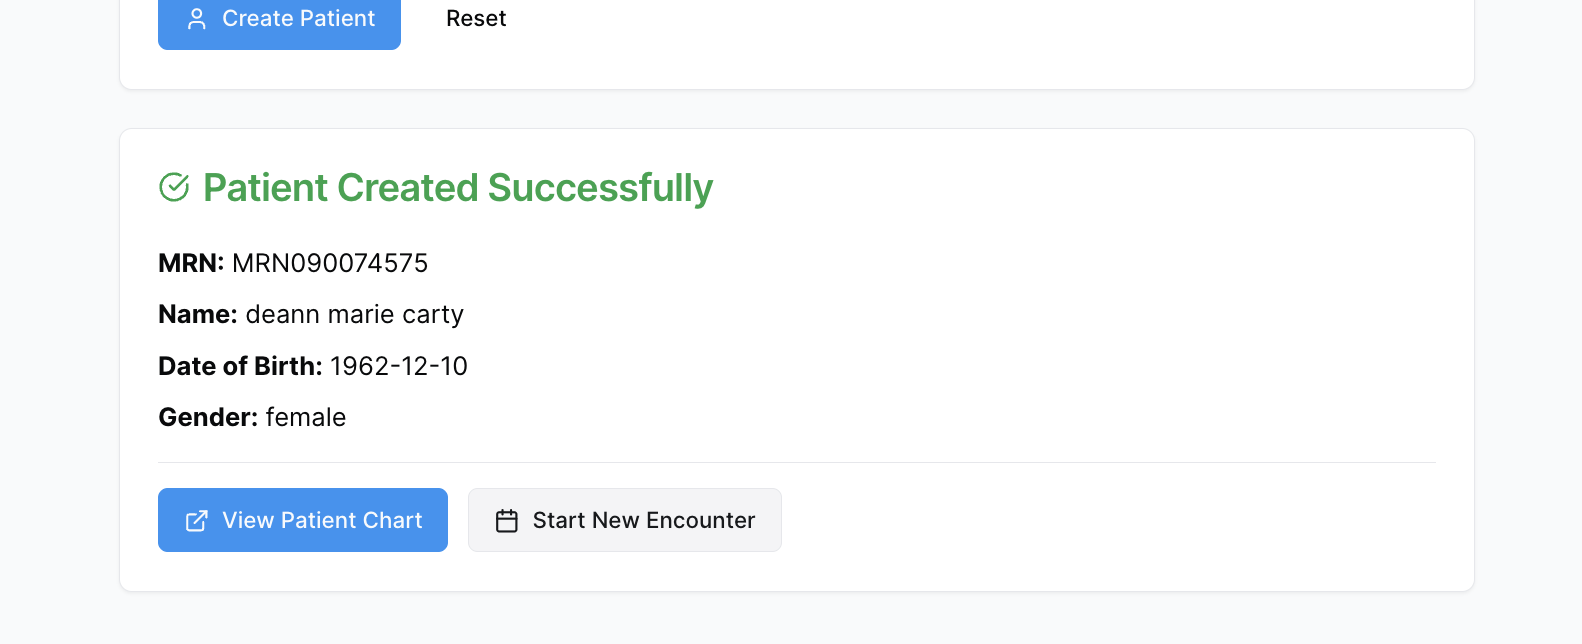 Create Patient Reset
Patient Created Successfully
MRN: MRN090074575
Name: deann marie carty
Date of Birth: 1962-12-10
Gender: female
View Patient Chart Start New Encounter